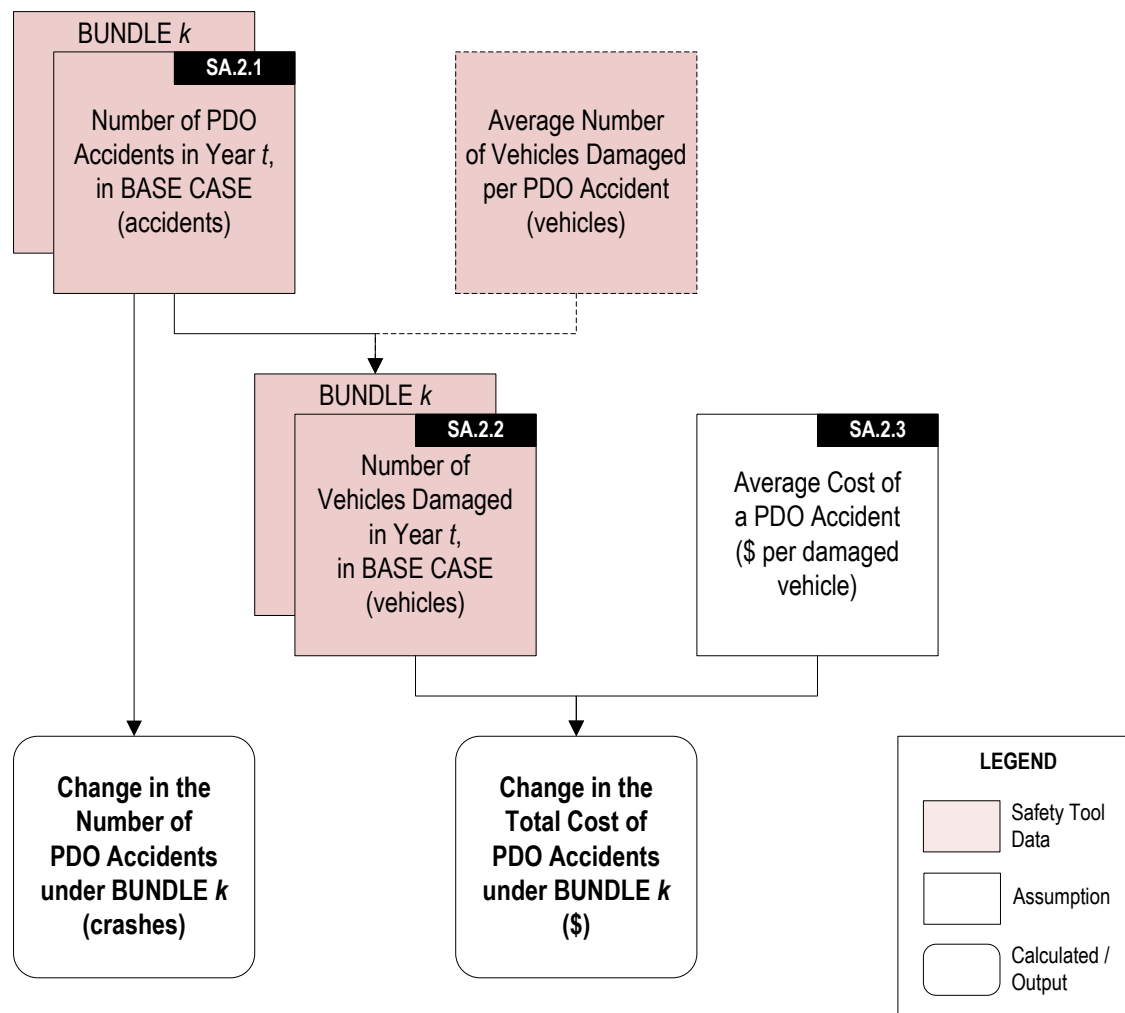 BUNDLE k
SA.2.1
Number of PDO
Accidents in Year t,
in BASE CASE
(accidents)
Average Number
of Vehicles Damaged
per PDO Accident
(vehicles)
BUNDLE k
SA.2.2
Number of
Vehicles Damaged
in Year t,
in BASE CASE
(vehicles)
SA.2.3
Average Cost of
a PDO Accident
($ per damaged
vehicle)
Change in the
Number of
PDO Accidents
under BUNDLE k
(crashes)
Change in the
Total Cost of
PDO Accidents
under BUNDLE k
($)
LEGEND
Safety Tool
Data
Assumption
Calculated /
Output